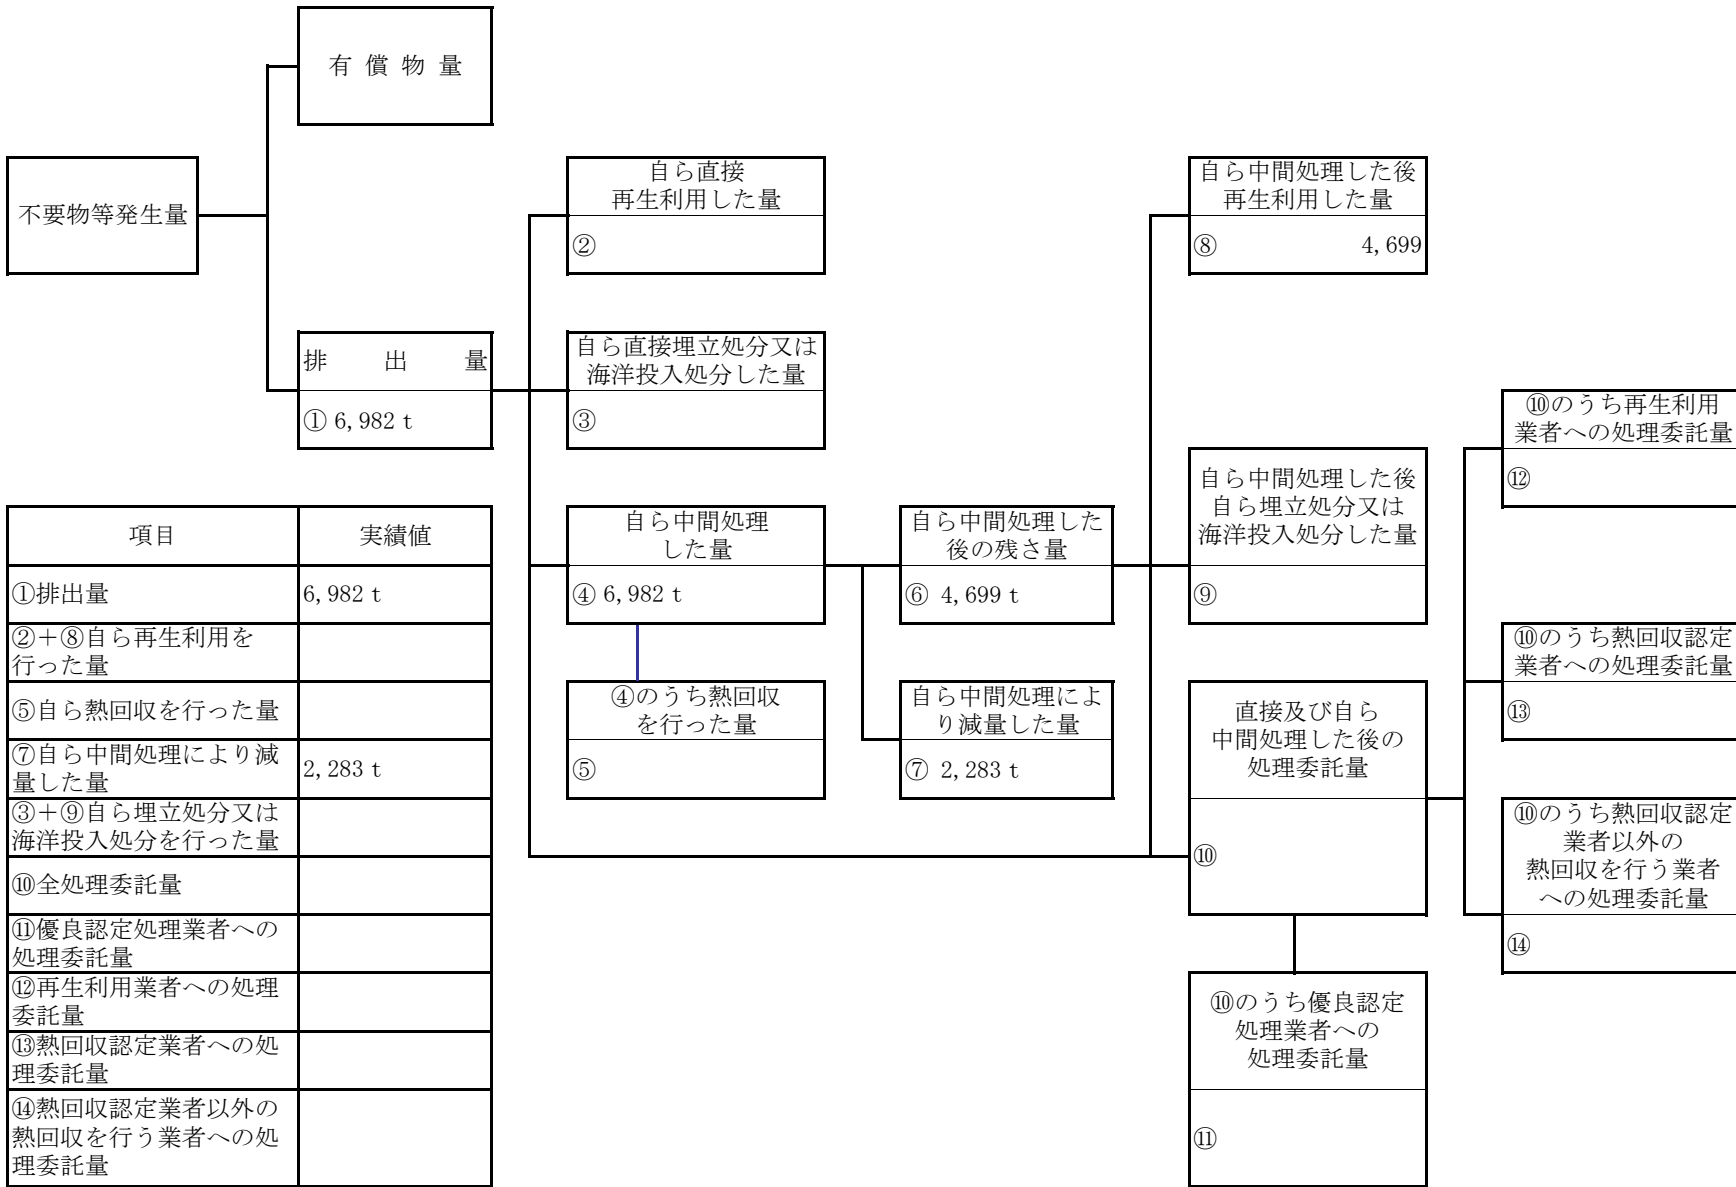 有償物量
不要物等発生量
自ら直接
再生利用した量
②
自ら中間処理した後
再生利用した量
⑧ 4,699
排出量
① 6,982 t
自ら直接埋立処分又は
海洋投入処分した量
③
⑩のうち再生利用
業者への処理委託量
⑫
自ら中間処理
した量
④ 6,982 t
自ら中間処理した
後の残さ量
⑥ 4,699 t
自ら中間処理した後
自ら埋立処分又は
海洋投入処分した量
⑨
⑩のうち熱回収認定
業者への処理委託量
⑬
④のうち熱回収
を行った量
⑤
自ら中間処理によ
り減量した量
⑦ 2,283 t
直接及び自ら
中間処理した後の
処理委託量
⑩
⑩のうち熱回収認定
業者以外の
熱回収を行う業者
への処理委託量
⑭
⑩のうち優良認定
処理業者への
処理委託量
⑪
項目 実績値
①排出量 6,982 t
②+⑧自ら再生利用を
行った量
⑤自ら熱回収を行った量
⑦自ら中間処理により減
量した量 2,283 t
③+⑨自ら埋立処分又は
海洋投入処分を行った量
⑩全処理委託量
⑪優良認定処理業者への
処理委託量
⑫再生利用業者への処理
委託量
⑬熱回収認定業者への処
理委託量
⑭熱回収認定業者以外の
熱回収を行う業者への処
理委託量